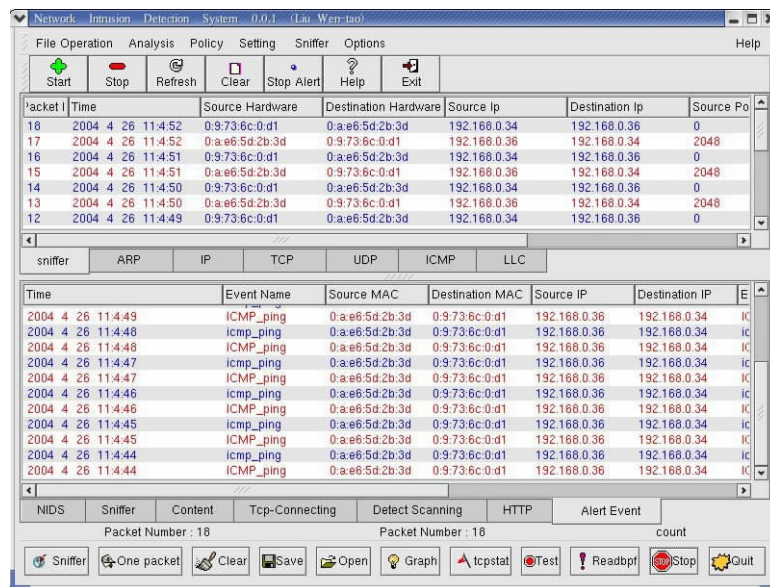 Network Intrusion Detection System 0.0.1 (Liu Wen-tao)
File Operation Analysis Policy Setting Sniffer Options Help
Start Stop Refresh Clear Stop Alert Help Exit
Time Source Hardware Destination Hardware Source Ip Destination Ip Source Po
18 2004 4 26 11:4:52 0:9:73:6c:0:d1 0:a:e6:5d:2b:3d 192.168.0.34 192.168.0.36 0
17 2004 4 26 11:4:52 0:a:e6:5d:2b:3d 0:9:73:6c:0:d1 192.168.0.36 192.168.0.34 2048
16 2004 4 26 11:4:51 0:9:73:6c:0:d1 0:a:e6:5d:2b:3d 192.168.0.34 192.168.0.36 0
15 2004 4 26 11:4:51 0:a:e6:5d:2b:3d 0:9:73:6c:0:d1 192.168.0.36 192.168.0.34 2048
14 2004 4 26 11:4:50 0:9:73:6c:0:d1 0:a:e6:5d:2b:3d 192.168.0.34 192.168.0.36 0
13 2004 4 26 11:4:50 0:a:e6:5d:2b:3d 0:9:73:6c:0:d1 192.168.0.36 192.168.0.34 2048
12 2004 4 26 11:4:49 0:9:73:6c:0:d1 0:a:e6:5d:2b:3d 192.168.0.34 192.168.0.36 0
sniffer ARP IP TCP UDP ICMP LLC
Time Event Name Source MAC Destination MAC Source IP Destination IP E
2004 4 26 11:4:49 ICMP_ping 0:a:e6:5d:2b:3d 0:9:73:6c:0:d1 192.168.0.36 192.168.0.34 IC
2004 4 26 11:4:48 icmp_ping 0:a:e6:5d:2b:3d 0:9:73:6c:0:d1 192.168.0.36 192.168.0.34 ic
2004 4 26 11:4:48 ICMP_ping 0:a:e6:5d:2b:3d 0:9:73:6c:0:d1 192.168.0.36 192.168.0.34 IC
2004 4 26 11:4:47 icmp_ping 0:a:e6:5d:2b:3d 0:9:73:6c:0:d1 192.168.0.36 192.168.0.34 ic
2004 4 26 11:4:47 ICMP_ping 0:a:e6:5d:2b:3d 0:9:73:6c:0:d1 192.168.0.36 192.168.0.34 IC
2004 4 26 11:4:46 icmp_ping 0:a:e6:5d:2b:3d 0:9:73:6c:0:d1 192.168.0.36 192.168.0.34 ic
2004 4 26 11:4:46 ICMP_ping 0:a:e6:5d:2b:3d 0:9:73:6c:0:d1 192.168.0.36 192.168.0.34 IC
2004 4 26 11:4:45 icmp_ping 0:a:e6:5d:2b:3d 0:9:73:6c:0:d1 192.168.0.36 192.168.0.34 ic
2004 4 26 11:4:45 ICMP_ping 0:a:e6:5d:2b:3d 0:9:73:6c:0:d1 192.168.0.36 192.168.0.34 IC
2004 4 26 11:4:44 icmp_ping 0:a:e6:5d:2b:3d 0:9:73:6c:0:d1 192.168.0.36 192.168.0.34 ic
2004 4 26 11:4:44 ICMP_ping 0:a:e6:5d:2b:3d 0:9:73:6c:0:d1 192.168.0.36 192.168.0.34 IC
NIDS Sniffer Content Tcp-Connecting Detect Scanning HTTP Alert Event
Packet Number : 18 Packet Number : 18 count
Sniffer One packet Clear Save Open Graph tcpstat Test Readbpf Stop Quit